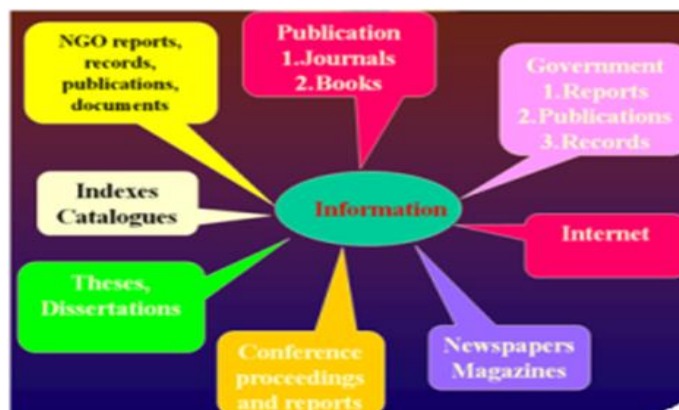 NGO reports,
records,
publications,
documents
Publication
1.Journals
2.Books
Government
1.Reports
2.Publications
3.Records
Indexes
Catalogues
Information
Internet
Theses,
Dissertations
Conference
proceedings
and reports
Newspapers
Magazines